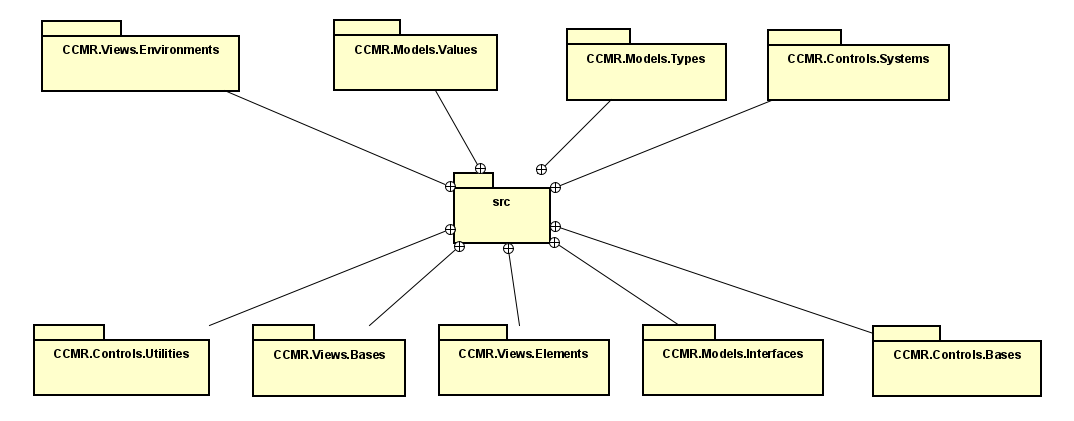 CCMR.Views.Environments
CCMR.Models.Values
CCMR.Models.Types
CCMR.Controls.Systems
src
CCMR.Controls.Utilities
CCMR.Views.Bases
CCMR.Views.Elements
CCMR.Models.Interfaces
CCMR.Controls.Bases